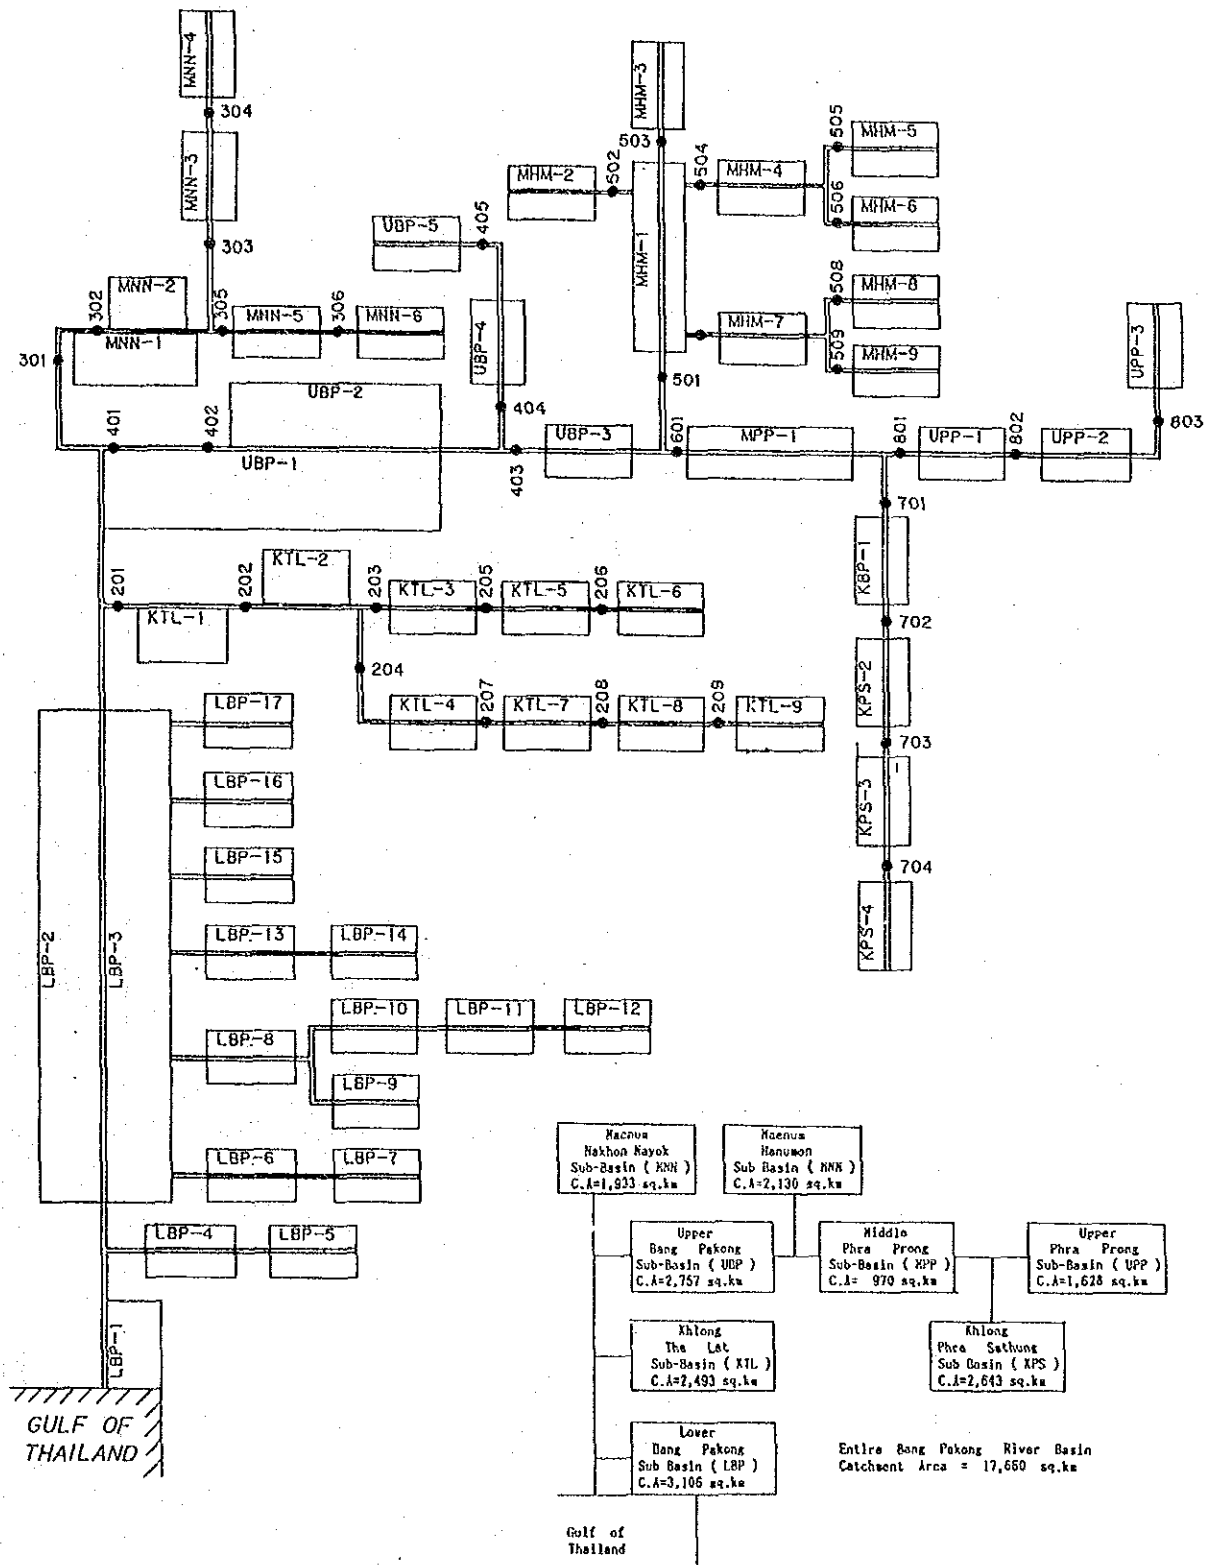 MNN-4
304
MNN-3
303
MNN-2
302
305
MNN-5
306
MNN-6
MNN-1
301
MHM-3
503
MHM-2
502
504
MHM-4
505
MHM-5
506
MHM-6
MHM-1
508
MHM-8
MHM-7
509
MHM-9
501
UBP-5
405
UBP-4
404
UPP-3
803
UBP-2
401
402
UBP-1
403
UBP-3
601
MPP-1
801
UPP-1
802
UPP-2
701
KBP-1
702
KPS-2
703
KPS-3
704
KPS-4
201
KTL-1
202
KTL-2
203
KTL-3
205
KTL-5
206
KTL-6
204
KTL-4
207
KTL-7
208
KTL-8
209
KTL-9
LBP-17
LBP-16
LBP-15
LBP-13
LBP-14
LBP-2
LBP-3
LBP-10
LBP-11
LBP-12
LBP-8
LBP-9
LBP-6
LBP-7
LBP-4
LBP-5
LBP-1
GULF OF
THAILAND
Maenum
Nakhon Nayok
Sub-Basin ( MNN )
C.A=1,933 sq.km
Maenum
Hanumon
Sub Basin ( MNM )
C.A=2,130 sq.km
Upper
Bang Pakong
Sub-Basin ( UBP )
C.A=2,757 sq.km
Middle
Phra Prong
Sub-Basin ( MPP )
C.A= 970 sq.km
Upper
Phra Prong
Sub-Basin ( UPP )
C.A=1,628 sq.km
Khlong
The Lat
Sub-Basin ( KTL )
C.A=2,493 sq.km
Khlong
Phra Sathung
Sub Basin ( KPS )
C.A=2,643 sq.km
Lower
Bang Pakong
Sub Basin ( LBP )
C.A=3,106 sq.km
Entire Bang Pakong River Basin
Catchment Area = 17,660 sq.km
Gulf of
Thailand